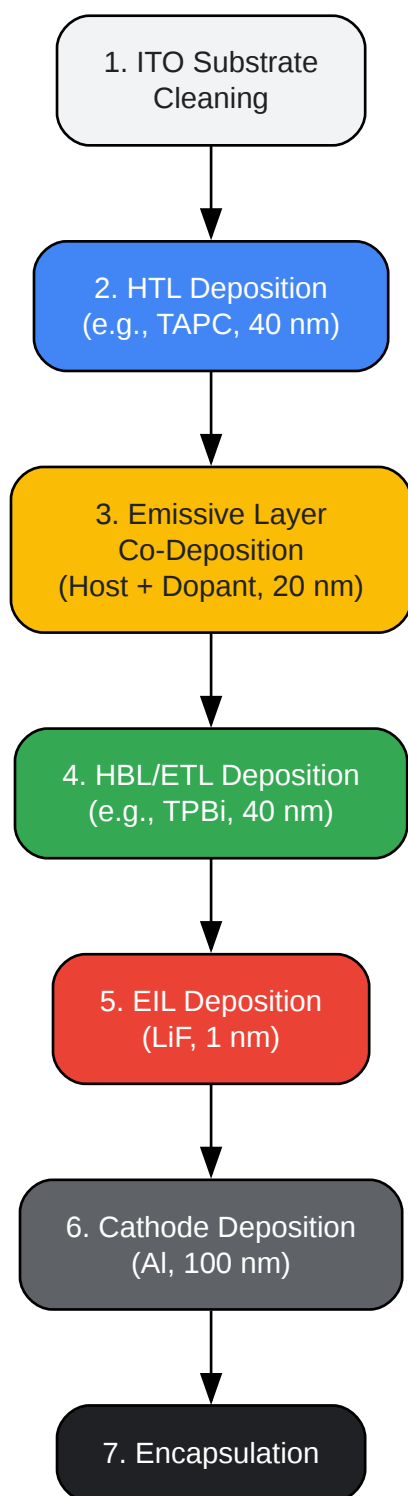 1. ITO Substrate
Cleaning
2. HTL Deposition
(e.g., TAPC, 40 nm)
3. Emissive Layer
Co-Deposition
(Host + Dopant, 20 nm)
4. HBL/ETL Deposition
(e.g., TPBi, 40 nm)
5. EIL Deposition
(LiF, 1 nm)
6. Cathode Deposition
(Al, 100 nm)
7. Encapsulation